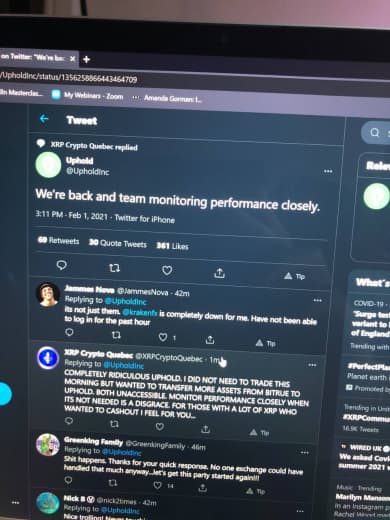 on Twitter: "We're bac × +
/UpholdInc/status/1356258866443464709
My Webinars - Zoom ••• Amanda Gorman: I...
← Tweet
XRP Crypto Quebec replied
Uphold
@UpholdInc
We're back and team monitoring performance closely.
3:11 PM · Feb 1, 2021 · Twitter for iPhone
69 Retweets 30 Quote Tweets 361 Likes
Tip
Jammes Nova @JammesNova · 42m
Replying to @UpholdInc
its not just them. @krakenfx is completely down for me. Have not been able
to log in for the past hour
1 Tip
XRP Crypto Quebec @XRPCryptoQuebec · 1m
Replying to @UpholdInc
COMPLETELY RIDICULOUS UPHOLD. I DID NOT NEED TO TRADE THIS
MORNING BUT WANTED TO TRANSFER MORE ASSETS FROM BITRUE TO
UPHOLD. BOTH UNACCESSIBLE. MONITOR PERFORMANCE CLOSELY WHEN
ITS NOT NEEDED IS A DISGRACE. FOR THOSE WITH A LOT OF XRP WHO
WANTED TO CASHOUT I FEEL FOR YOU...
Tip
Greenking Family @GreenkingFamily · 46m
Replying to @UpholdInc
Shit happens. Thanks for your quick response. No one exchange could have
handled that much anyway...let's get this party started again!!!
14 Tip
Nick B @nick2times · 42m
Replying to @UpholdInc
Nice trolling!
S
Relev
What's
COVID-19 ·
'Surge test
variant to
of England'
Trending with
#PerfectPlan
Planet earth i
Promoted by
Trending in Unit
#XRPCommu
16.9K Tweets
WIRED UK
We asked Covid
summer 2021 w
Music · Trending
Marilyn Manson
in an Instagram
Rachel Wood